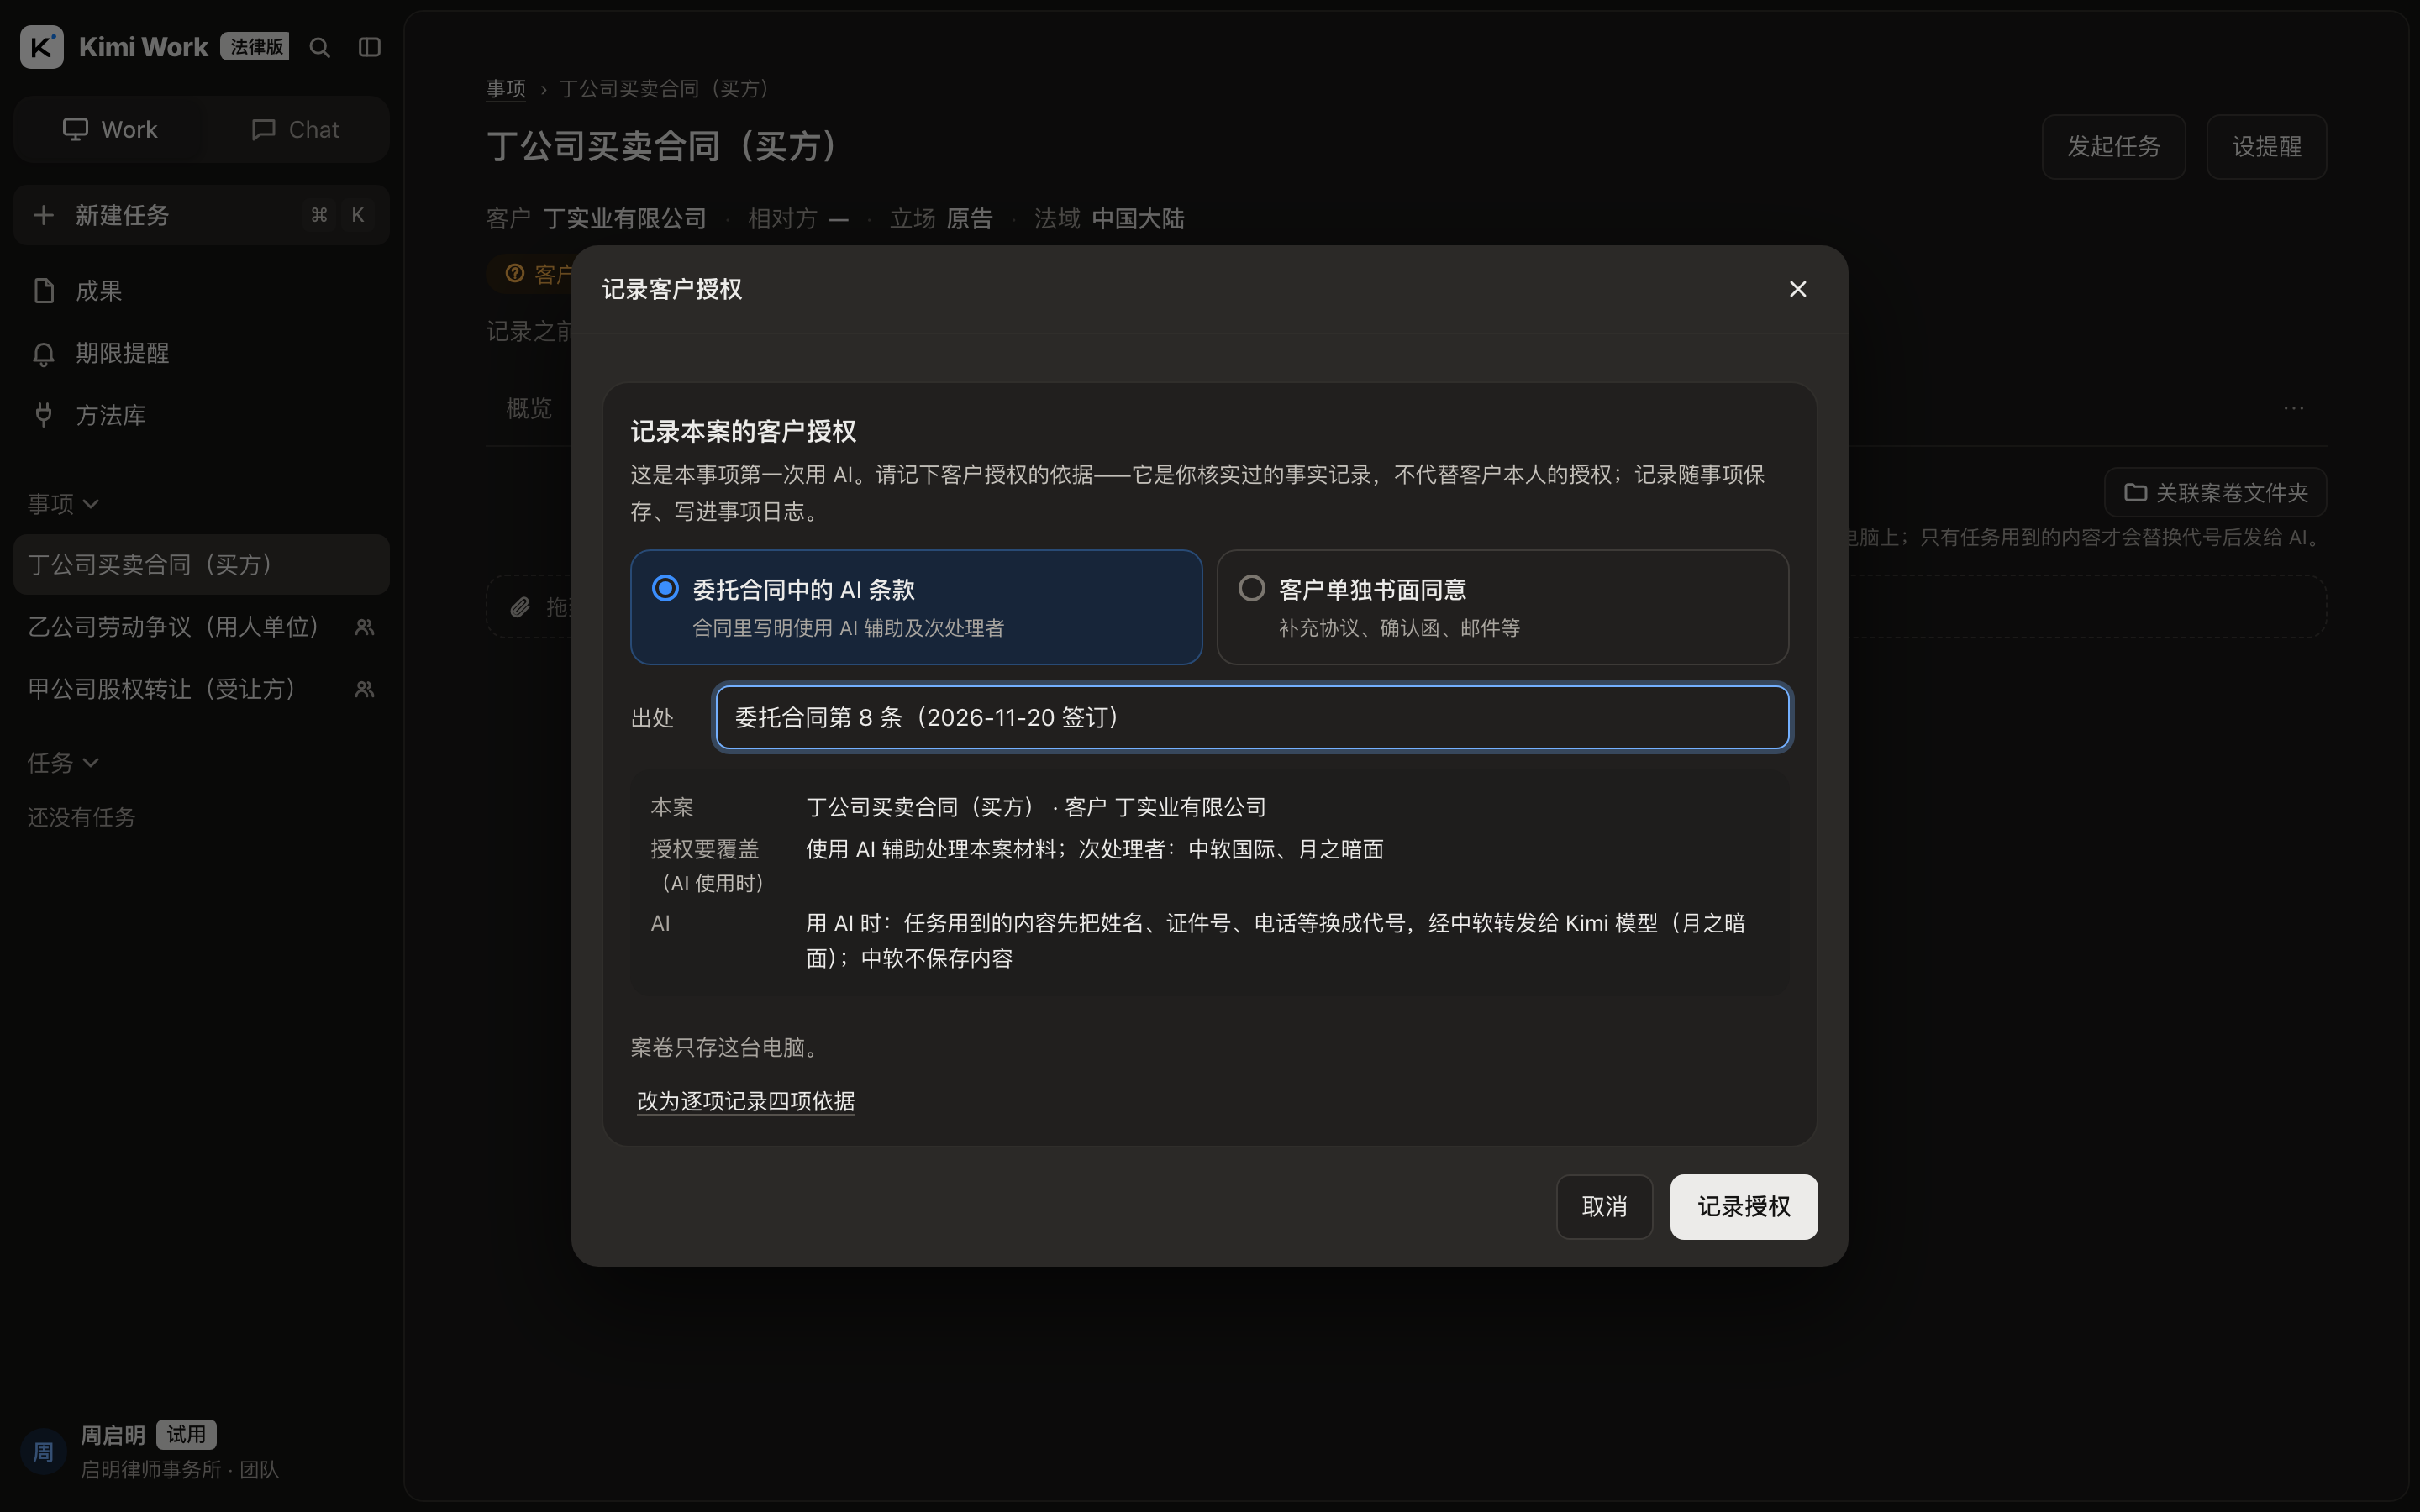 Kimi Work 法律版
Work
Chat
新建任务 ⌘ K
成果
期限提醒
方法库
事项
丁公司买卖合同（买方）
乙公司劳动争议（用人单位）
甲公司股权转让（受让方）
任务
还没有任务
周 周启明 试用
启明律师事务所 · 团队
事项 › 丁公司买卖合同（买方）
丁公司买卖合同（买方）
发起任务
设提醒
客户 丁实业有限公司 · 相对方 — · 立场 原告 · 法域 中国大陆
客户
记录之前
概览
···
关联案卷文件夹
电脑上；只有任务用到的内容才会替换代号后发给 AI。
记录客户授权
记录本案的客户授权
这是本事项第一次用 AI。请记下客户授权的依据——它是你核实过的事实记录，不代替客户本人的授权；记录随事项保
存、写进事项日志。
委托合同中的 AI 条款
合同里写明使用 AI 辅助及次处理者
客户单独书面同意
补充协议、确认函、邮件等
出处 委托合同第 8 条（2026-11-20 签订）
本案 丁公司买卖合同（买方） · 客户 丁实业有限公司
授权要覆盖 使用 AI 辅助处理本案材料；次处理者：中软国际、月之暗面
（AI 使用时）
AI 用 AI 时：任务用到的内容先把姓名、证件号、电话等换成代号，经中软转发给 Kimi 模型（月之暗
面）；中软不保存内容
案卷只存这台电脑。
改为逐项记录四项依据
取消
记录授权